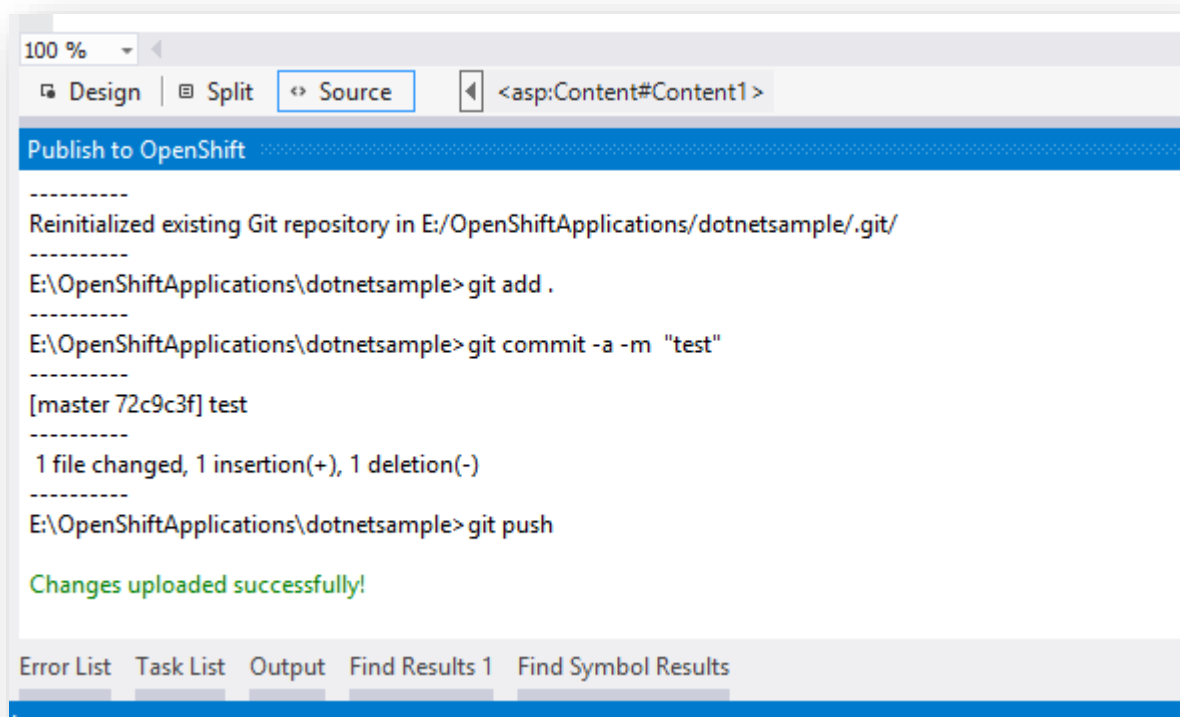 100 %
Design Split Source <asp:Content#Content1>
Publish to OpenShift
----------
Reinitialized existing Git repository in E:/OpenShiftApplications/dotnetsample/.git/
----------
E:\OpenShiftApplications\dotnetsample>git add .
----------
E:\OpenShiftApplications\dotnetsample>git commit -a -m  "test"
----------
[master 72c9c3f] test
----------
 1 file changed, 1 insertion(+), 1 deletion(-)
----------
E:\OpenShiftApplications\dotnetsample>git push
Changes uploaded successfully!
Error List Task List Output Find Results 1 Find Symbol Results